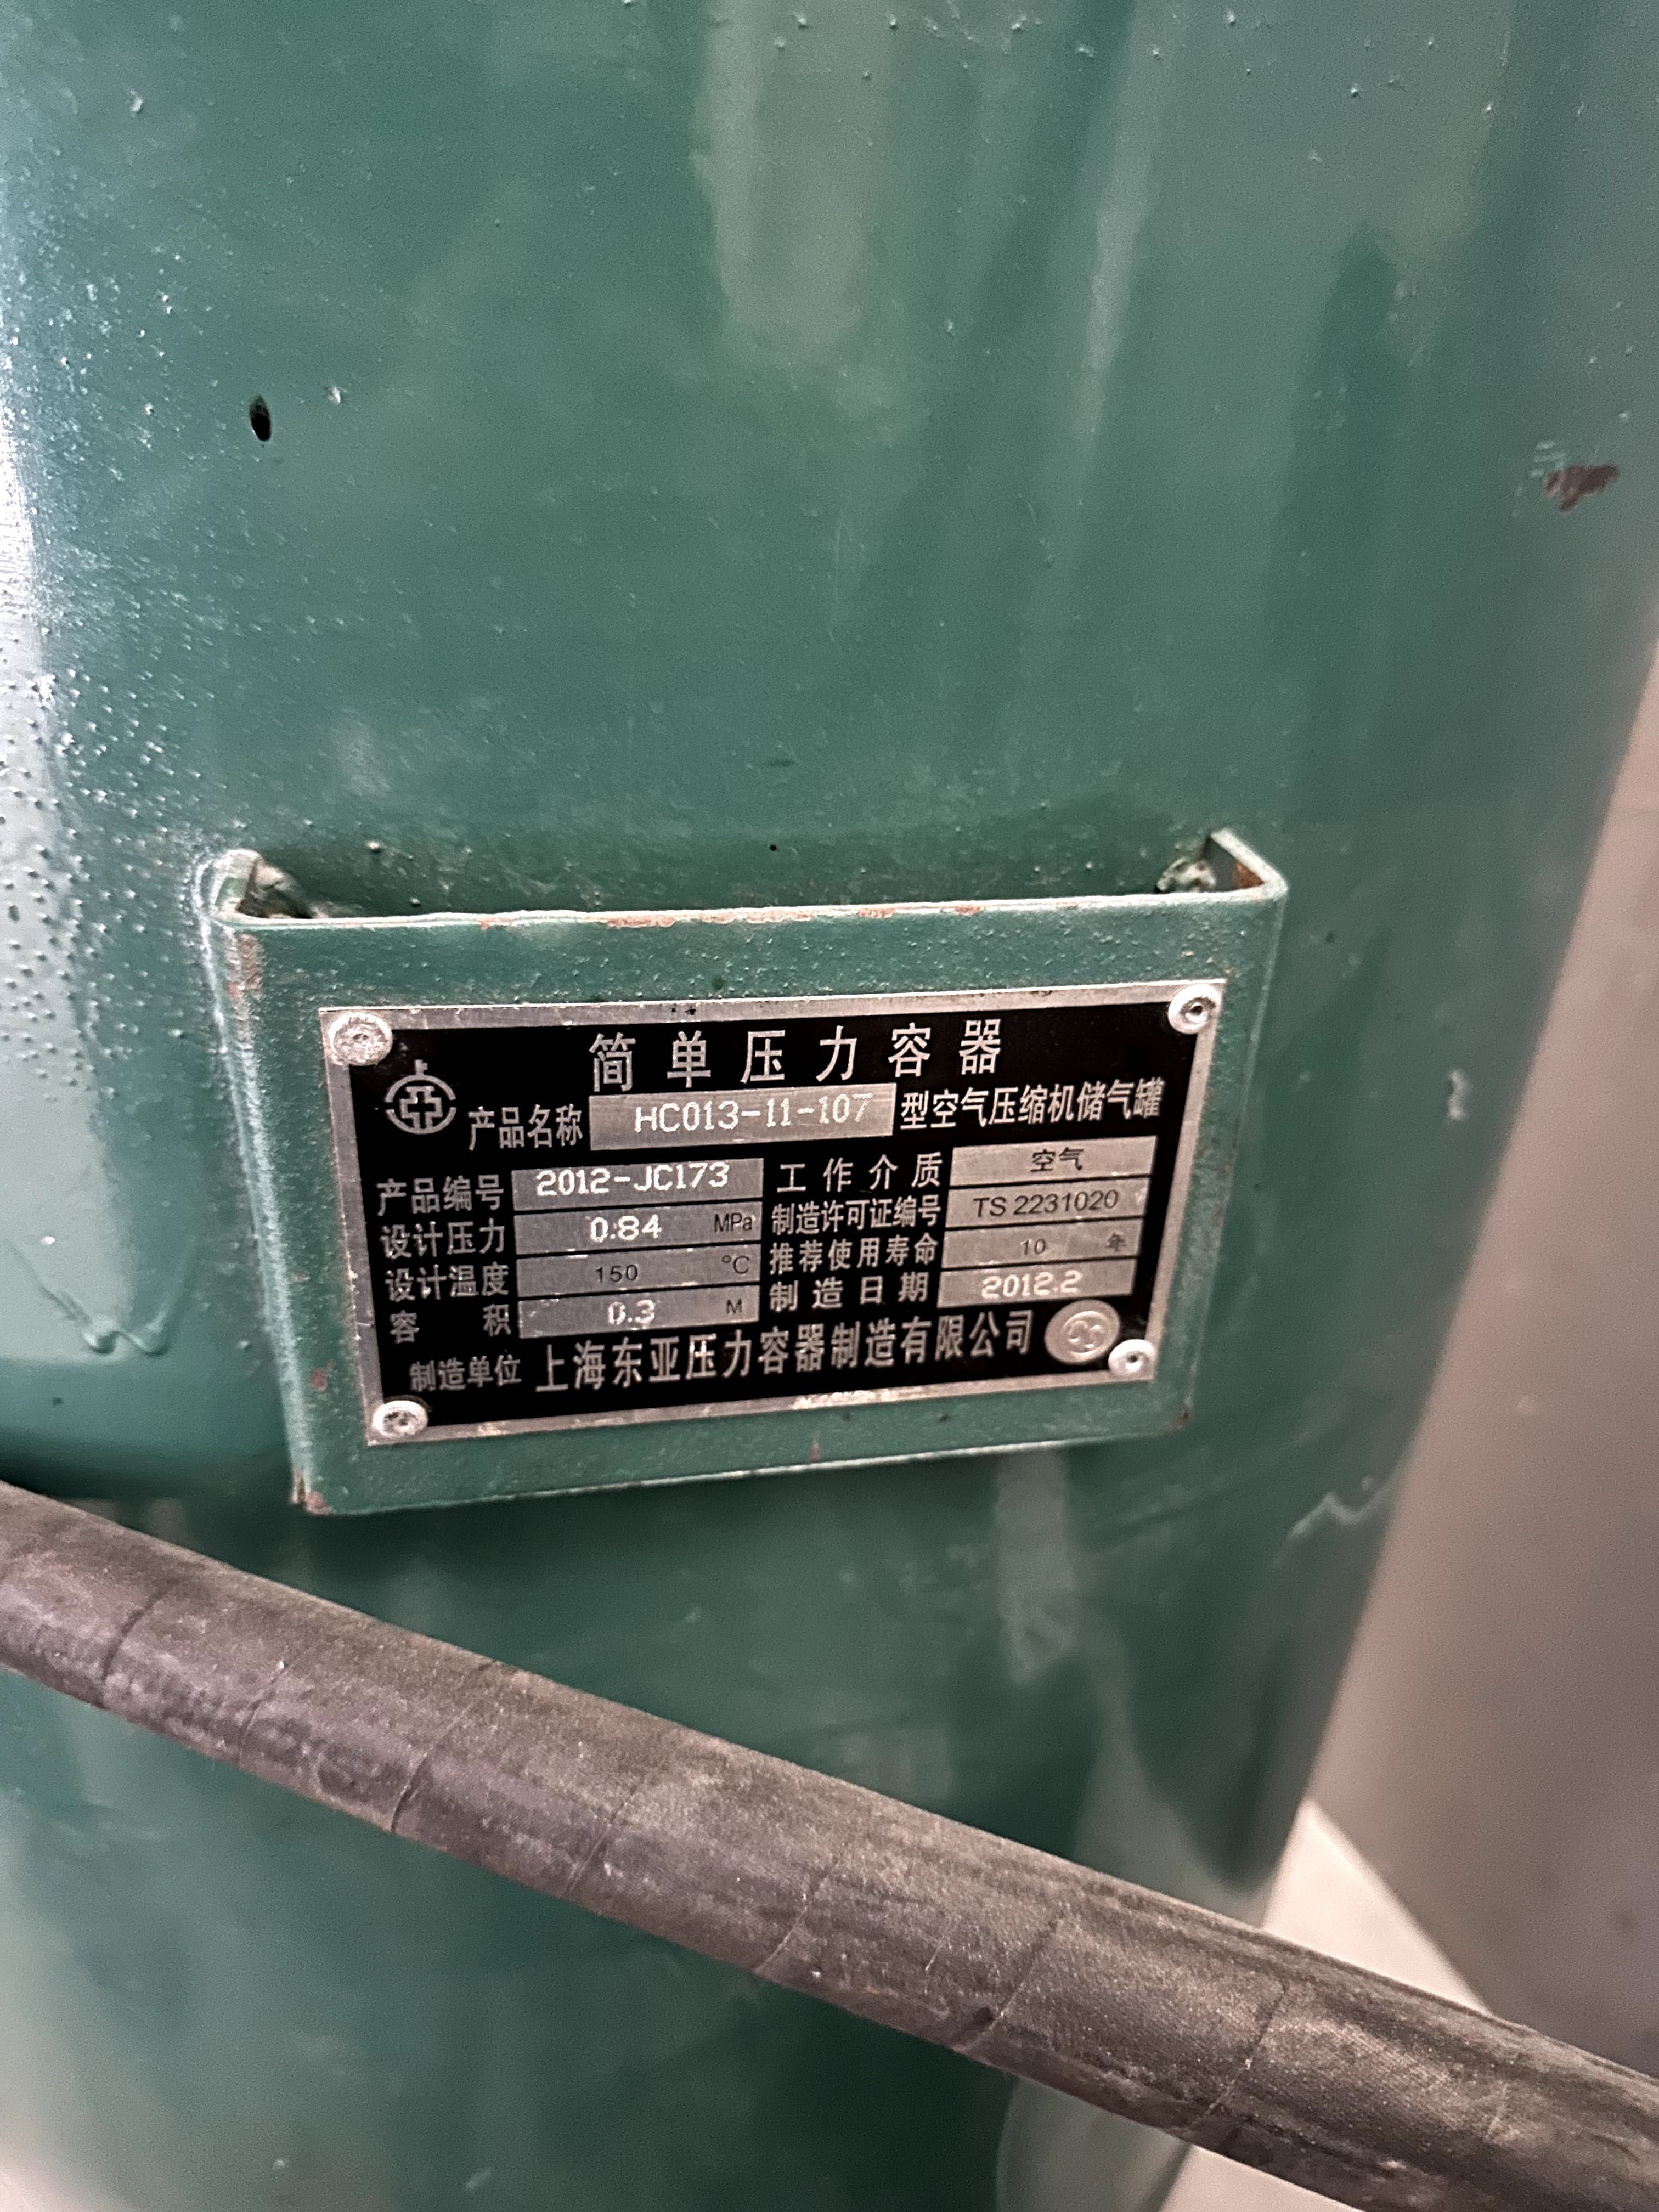 简单压力容器
产品名称 HC013-11-107 型空气压缩机储气罐
产品编号 2012-JC173 工作介质 空气
设计压力 0.84 MPa 制造许可证编号 TS 2231020
设计温度 150 °C 推荐使用寿命 10 年
容积 0.3 M 制造日期 2012.2
制造单位 上海东亚压力容器制造有限公司